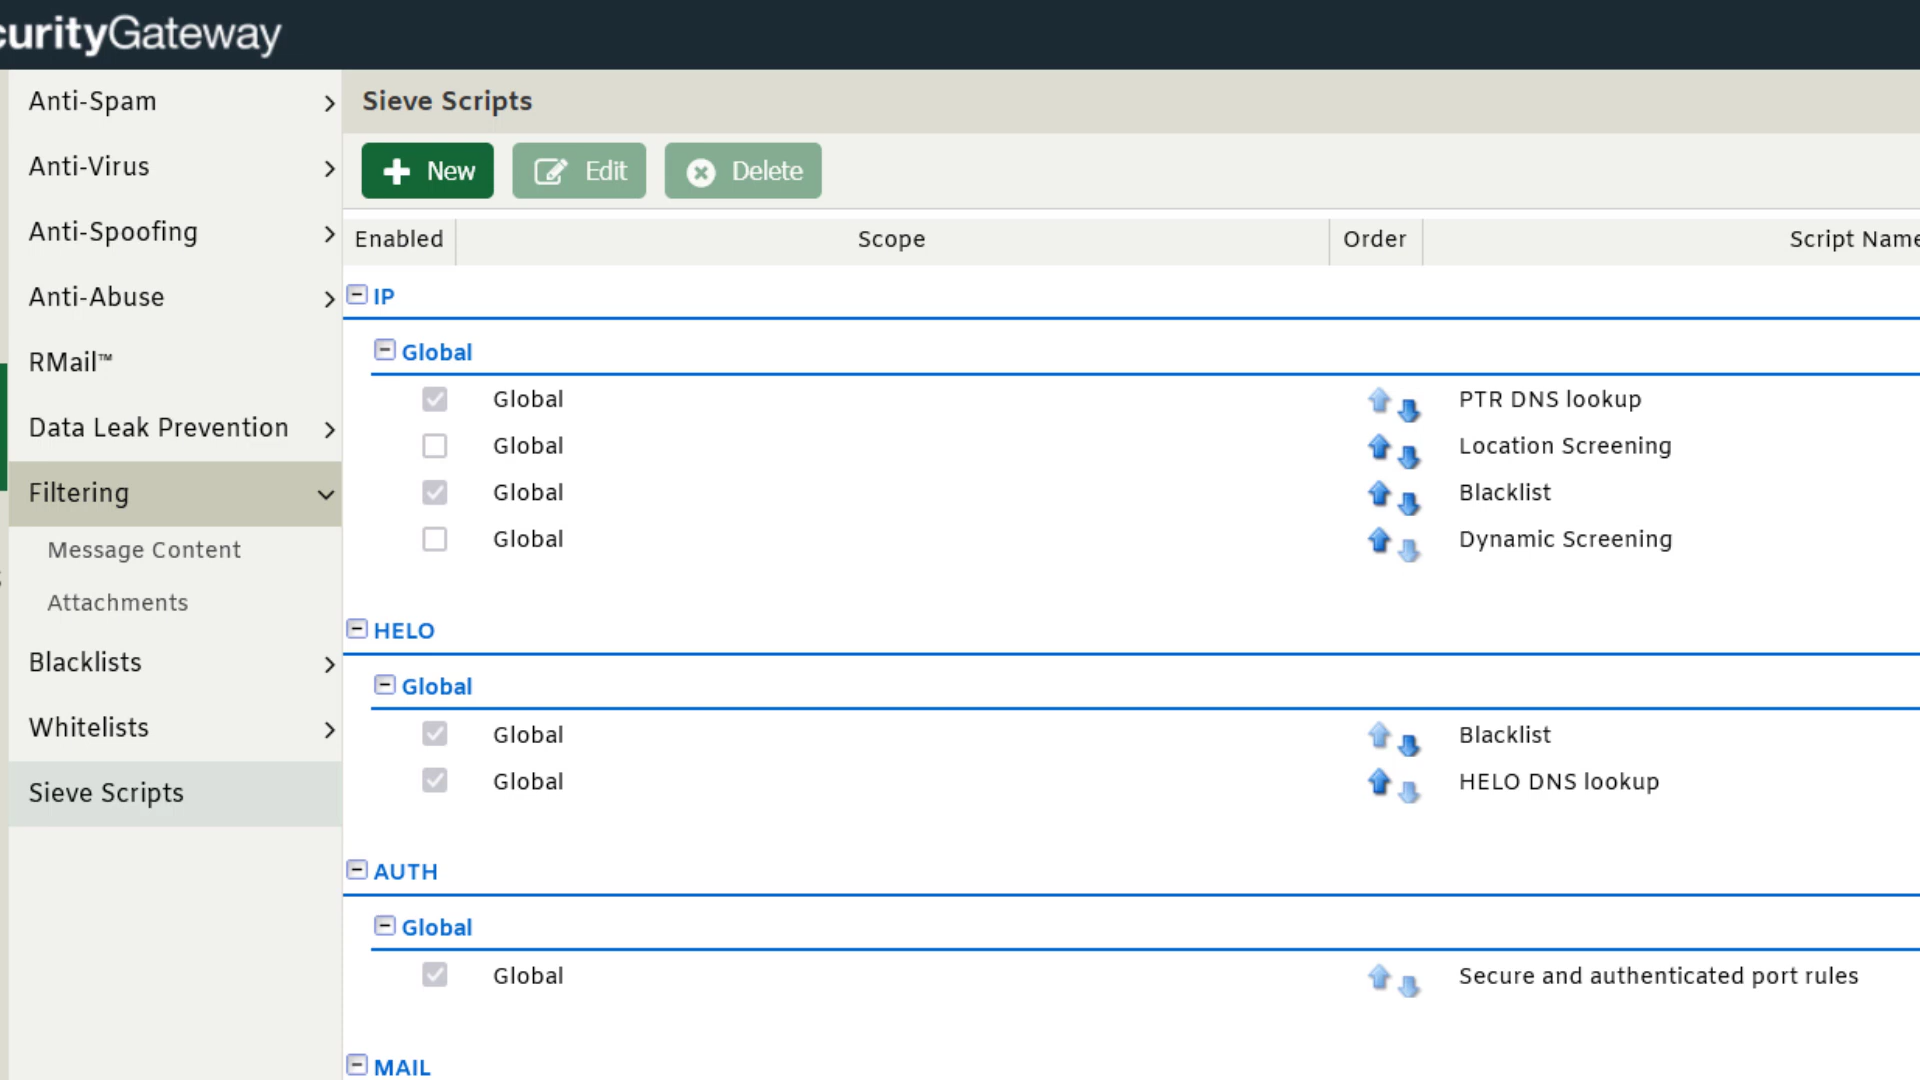 curityGateway
Anti-Spam
Anti-Virus
Anti-Spoofing
Anti-Abuse
RMail™
Data Leak Prevention
Filtering
Message Content
Attachments
Blacklists
Whitelists
Sieve Scripts
Sieve Scripts
New Edit Delete
Enabled Scope Order Script Name
IP
Global
Global PTR DNS lookup
Global Location Screening
Global Blacklist
Global Dynamic Screening
HELO
Global
Global Blacklist
Global HELO DNS lookup
AUTH
Global
Global Secure and authenticated port rules
MAIL